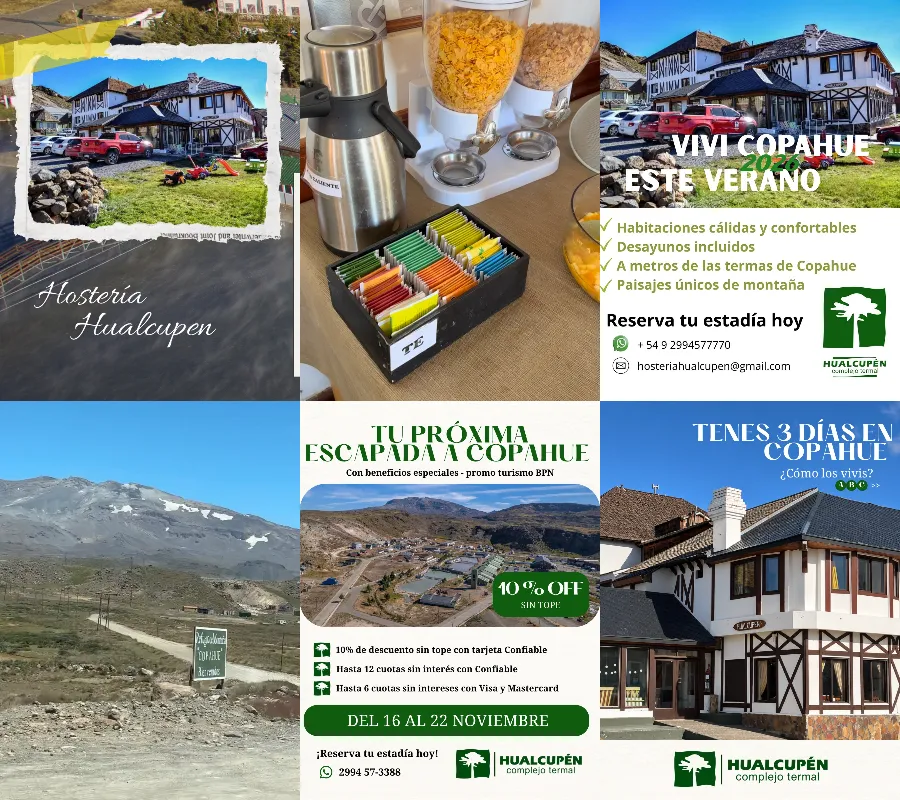 Hostería
Hualcupen
CALIENTE
TE
VIVI COPAHUE
2026
ESTE VERANO
Habitaciones cálidas y confortables
Desayunos incluidos
A metros de las termas de Copahue
Paisajes únicos de montaña
Reserva tu estadía hoy
+ 54 9 2994577770
hosteriahualcupen@gmail.com
HUALCUPÉN
complejo termal
COPAHUE
TU PRÓXIMA
ESCAPADA A COPAHUE
Con beneficios especiales - promo turismo BPN
10 % OFF
SIN TOPE
10% de descuento sin tope con tarjeta Confiable
Hasta 12 cuotas sin interés con Confiable
Hasta 6 cuotas sin intereses con Visa y Mastercard
DEL 16 AL 22 NOVIEMBRE
¡Reserva tu estadía hoy!
2994 57-3388
HUALCUPÉN
complejo termal
TENES 3 DÍAS EN
COPAHUE
¿Cómo los vivis?
A B C >>
HUALCUPÉN
complejo termal